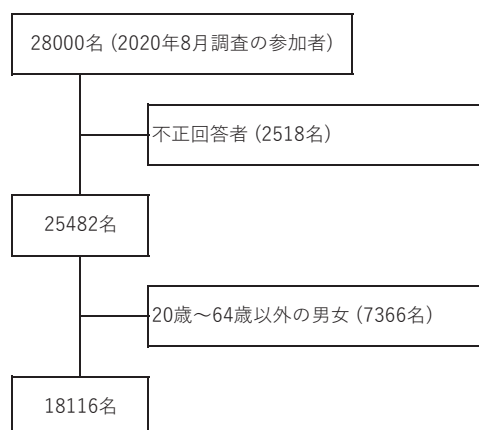 28000名 (2020年8月調査の参加者)
不正回答者 (2518名)
25482名
20歳～64歳以外の男女 (7366名)
18116名